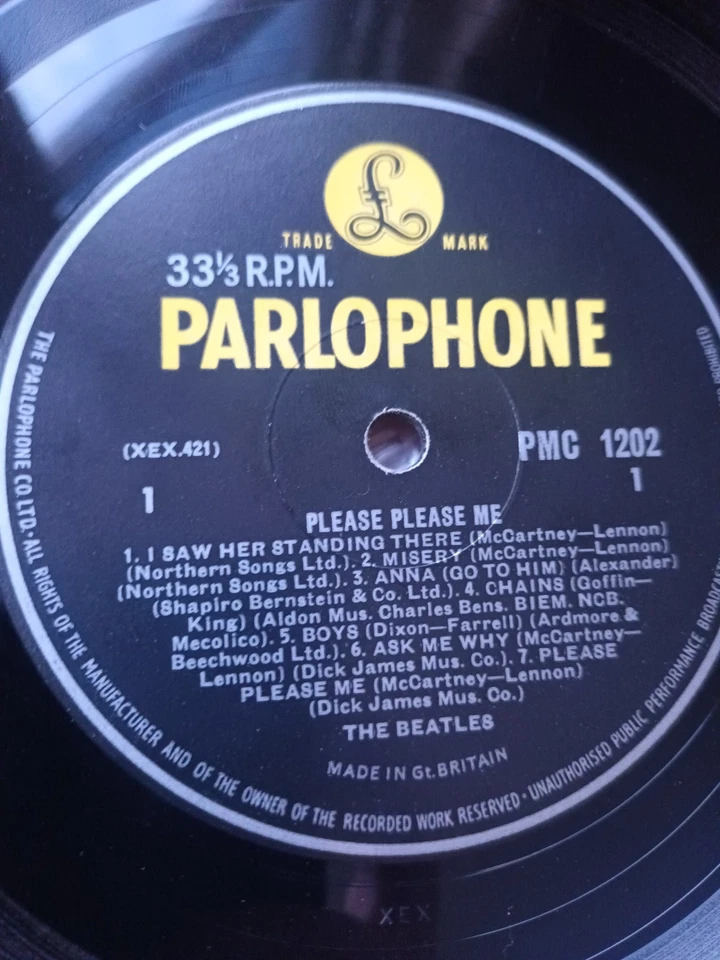 £
TRADE MARK
33⅓ R.P.M.
PARLOPHONE
(XEX.421) PMC 1202
1 1
PLEASE PLEASE ME
1. I SAW HER STANDING THERE (McCartney—Lennon)
(Northern Songs Ltd.). 2. MISERY (McCartney—Lennon)
(Northern Songs Ltd.). 3. ANNA (GO TO HIM) (Alexander)
(Shapiro Bernstein & Co. Ltd.). 4. CHAINS (Goffin—
King) (Aldon Mus. Charles Bens. BIEM. NCB.
Mecolico). 5. BOYS (Dixon—Farrell) (Ardmore &
Beechwood Ltd.). 6. ASK ME WHY (McCartney—
Lennon) (Dick James Mus. Co.). 7. PLEASE
PLEASE ME (McCartney—Lennon)
(Dick James Mus. Co.)
THE BEATLES
MADE IN Gt. BRITAIN
THE PARLOPHONE CO. LTD. · ALL RIGHTS OF THE MANUFACTURER AND OF THE OWNER OF THE RECORDED WORK RESERVED · UNAUTHORISED PUBLIC PERFORMANCE PROHIBITED
XEX